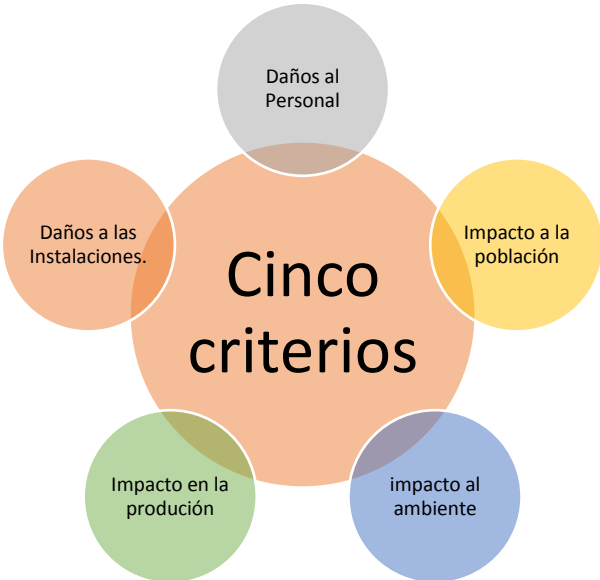 Daños al
Personal
Daños a las
Instalaciones.
Impacto a la
población
Cinco
criterios
Impacto en la
produción
impacto al
ambiente